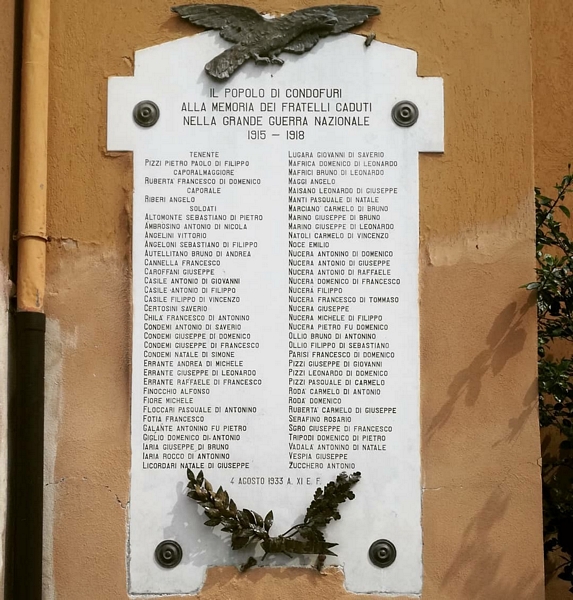 IL POPOLO DI CONDOFURI
ALLA MEMORIA DEI FRATELLI CADUTI
NELLA GRANDE GUERRA NAZIONALE
1915 – 1918
TENENTE
PIZZI PIETRO PAOLO DI FILIPPO
CAPORALMAGGIORE
RUBERTA' FRANCESCO DI DOMENICO
CAPORALE
RIBERI ANGELO
SOLDATI
ALTOMONTE SEBASTIANO DI PIETRO
AMBROSINO ANTONIO DI NICOLA
ANGELINI VITTORIO
ANGELONI SEBASTIANO DI FILIPPO
AUTELLITANO BRUNO DI ANDREA
CANNELLA FRANCESCO
CAROFFANI GIUSEPPE
CASILE ANTONIO DI GIOVANNI
CASILE ANTONIO DI FILIPPO
CASILE FILIPPO DI VINCENZO
CERTOSINI SAVERIO
CHILA' FRANCESCO DI ANTONINO
CONDEMI ANTONIO DI SAVERIO
CONDEMI GIUSEPPE DI DOMENICO
CONDEMI GIUSEPPE DI FRANCESCO
CONDEMI NATALE DI SIMONE
ERRANTE ANDREA DI MICHELE
ERRANTE GIUSEPPE DI LEONARDO
ERRANTE RAFFAELE DI FRANCESCO
FINOCCHIO ALFONSO
FIORE MICHELE
FLOCCARI PASQUALE DI ANTONINO
FOTIA FRANCESCO
GALANTE ANTONINO FU PIETRO
GIGLIO DOMENICO DI ANTONIO
IARIA GIUSEPPE DI BRUNO
IARIA ROCCO DI ANTONINO
LICORDARI NATALE DI GIUSEPPE
LUGARA GIOVANNI DI SAVERIO
MAFRICA DOMENICO DI LEONARDO
MAFRICI BRUNO DI LEONARDO
MAGGI ANGELO
MAISANO LEONARDO DI GIUSEPPE
MANTI PASQUALE DI NATALE
MARCIANO' CARMELO DI BRUNO
MARINO GIUSEPPE DI BRUNO
MARINO GIUSEPPE DI LEONARDO
NATOLI CARMELO DI VINCENZO
NOCE EMILIO
NUCERA ANTONINO DI DOMENICO
NUCERA ANTONIO DI GIUSEPPE
NUCERA ANTONIO DI RAFFAELE
NUCERA DOMENICO DI FRANCESCO
NUCERA FILIPPO
NUCERA FRANCESCO DI TOMMASO
NUCERA GIUSEPPE
NUCERA MICHELE DI FILIPPO
NUCERA PIETRO FU DOMENICO
OLLIO BRUNO DI ANTONINO
OLLIO FILIPPO DI SEBASTIANO
PARISI FRANCESCO DI DOMENICO
PIZZI GIUSEPPE DI GIOVANNI
PIZZI LEONARDO DI DOMENICO
PIZZI PASQUALE DI CARMELO
RODA' CARMELO DI ANTONIO
RODA' DOMENICO
RUBERTA' CARMELO DI GIUSEPPE
SERAFINO ROSARIO
SGRO GIUSEPPE DI FRANCESCO
TRIPODI DOMENICO DI PIETRO
VADALA ANTONINO DI NATALE
VESPIA GIUSEPPE
ZUCCHERO ANTONIO
4 AGOSTO 1933 A. XI E. F.